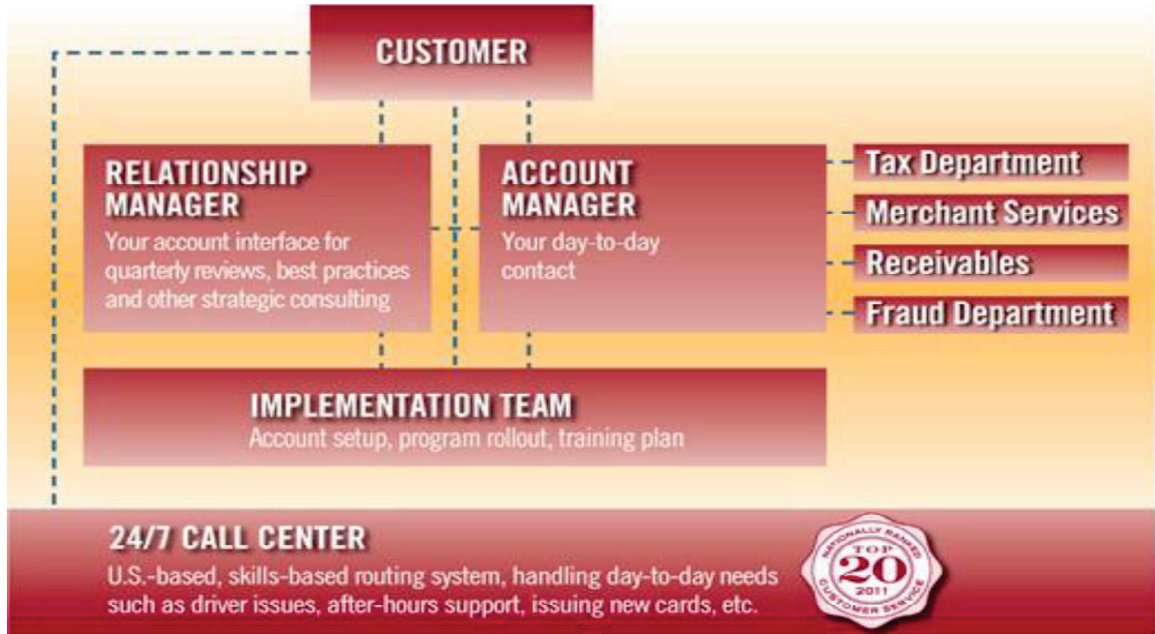 CUSTOMER
RELATIONSHIP
MANAGER
Your account interface for
quarterly reviews, best practices
and other strategic consulting
ACCOUNT
MANAGER
Your day-to-day
contact
Tax Department
Merchant Services
Receivables
Fraud Department
IMPLEMENTATION TEAM
Account setup, program rollout, training plan
24/7 CALL CENTER
U.S.-based, skills-based routing system, handling day-to-day needs
such as driver issues, after-hours support, issuing new cards, etc.
NATIONALLY RANKED
TOP
20
2011
CUSTOMER SERVICE